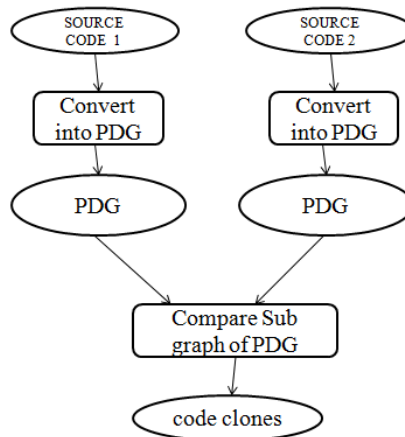 SOURCE
CODE 1
SOURCE
CODE 2
Convert
into PDG
Convert
into PDG
PDG
PDG
Compare Sub
graph of PDG
code clones